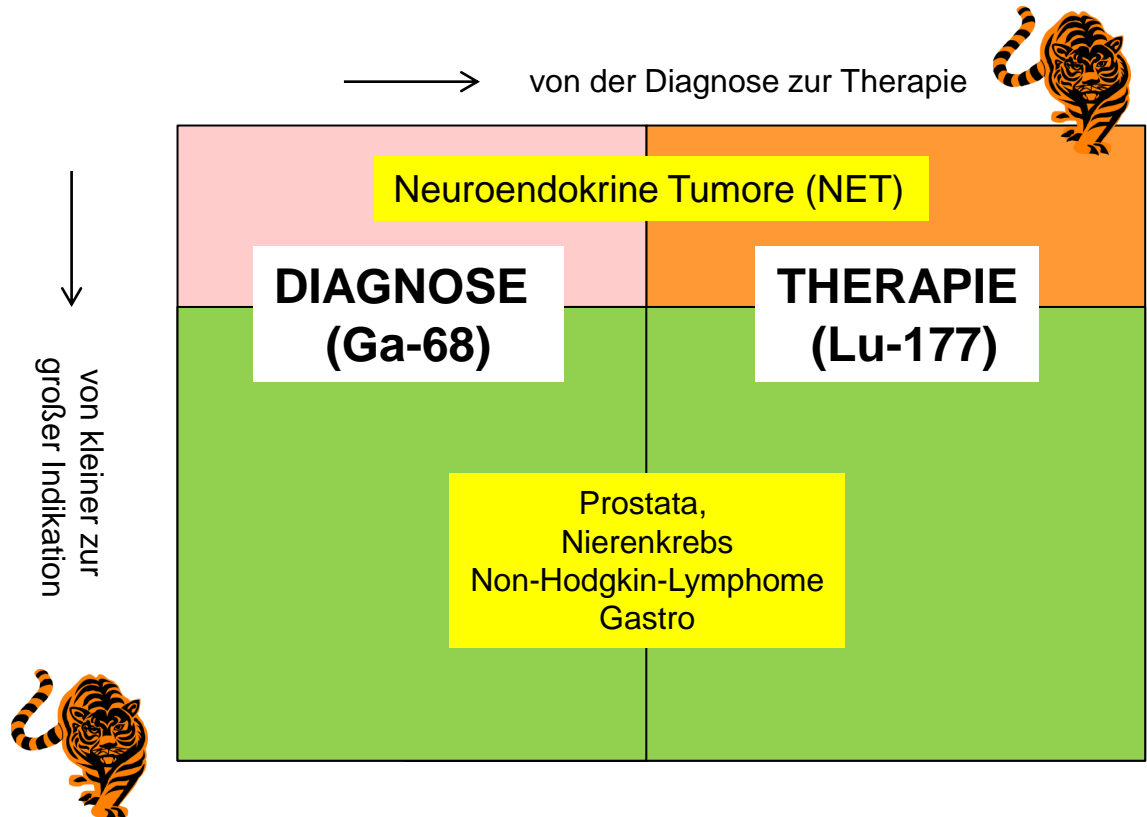 von der Diagnose zur Therapie
Neuroendokrine Tumore (NET)
DIAGNOSE
(Ga-68)
THERAPIE
(Lu-177)
von kleiner zur
großer Indikation
Prostata,
Nierenkrebs
Non-Hodgkin-Lymphome
Gastro